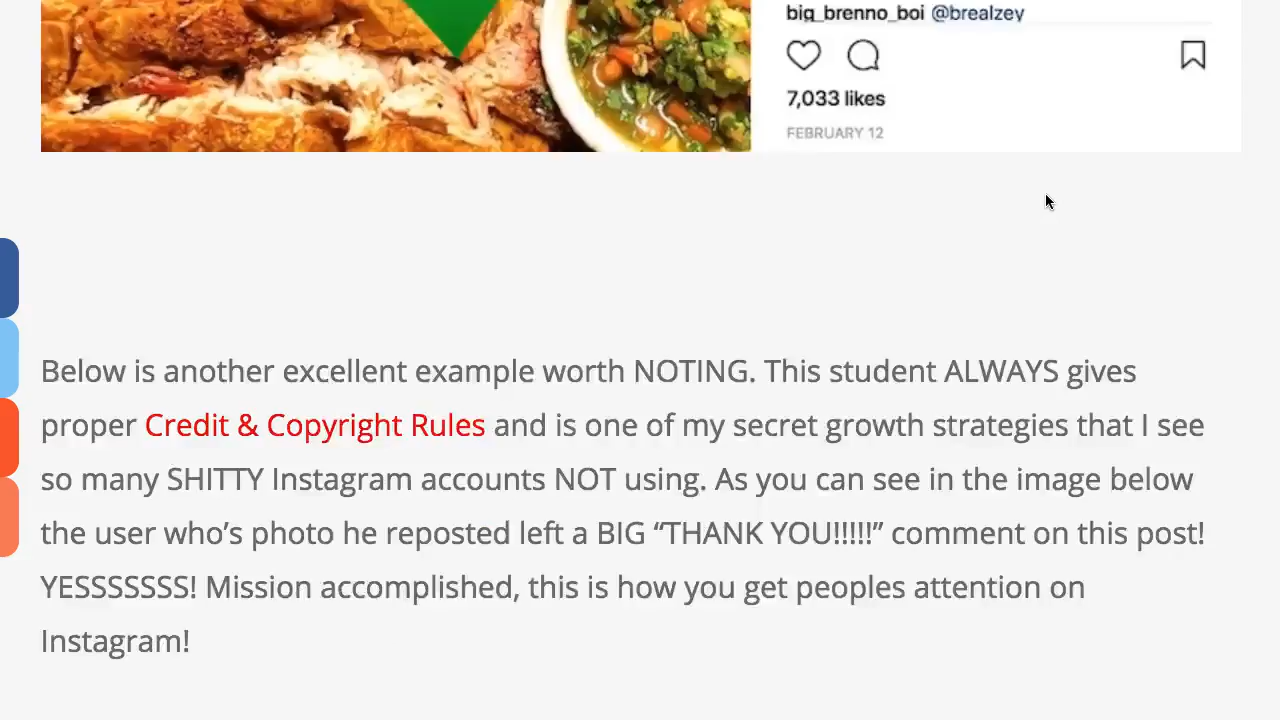 big_brenno_boi @brealzey
7,033 likes
FEBRUARY 12
Below is another excellent example worth NOTING. This student ALWAYS gives
proper Credit & Copyright Rules and is one of my secret growth strategies that I see
so many SHITTY Instagram accounts NOT using. As you can see in the image below
the user who’s photo he reposted left a BIG “THANK YOU!!!!!” comment on this post!
YESSSSSSS! Mission accomplished, this is how you get peoples attention on
Instagram!